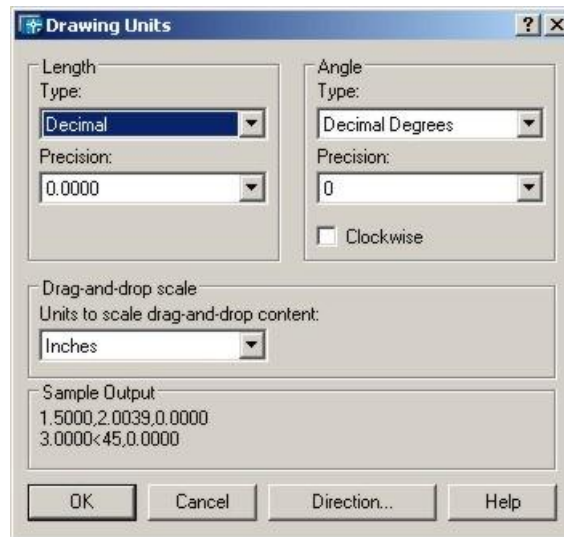 Drawing Units
Length
Type:
Decimal
Precision:
0.0000
Angle
Type:
Decimal Degrees
Precision:
0
Clockwise
Drag-and-drop scale
Units to scale drag-and-drop content:
Inches
Sample Output
1.5000,2.0039,0.0000
3.0000<45,0.0000
OK Cancel Direction... Help